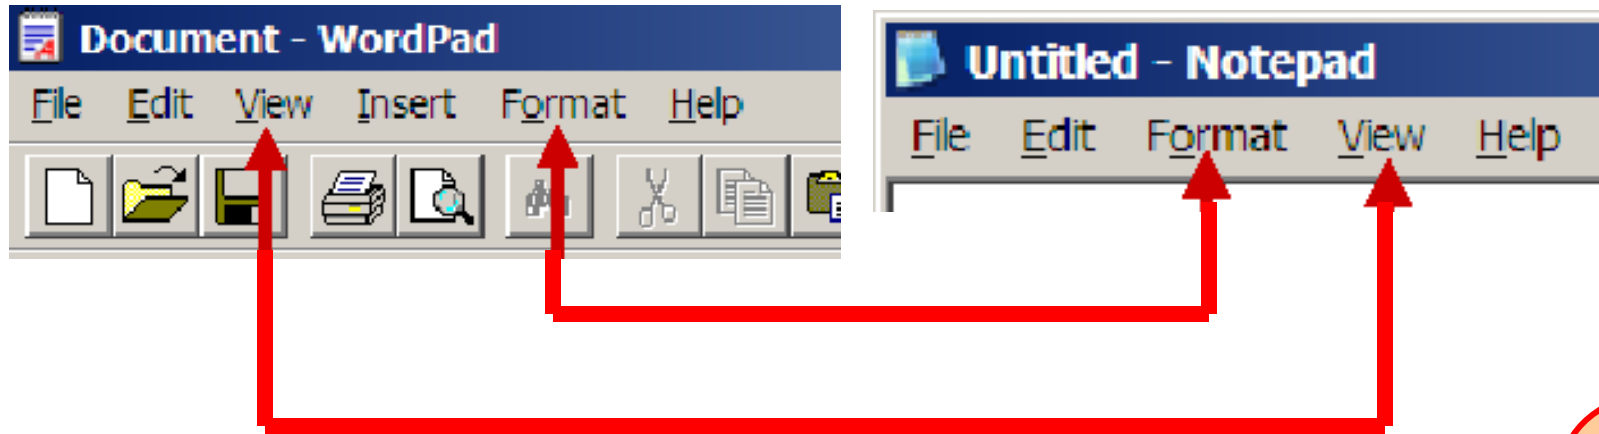 Document - WordPad
File Edit View Insert Format Help
Untitled - Notepad
File Edit Format View Help